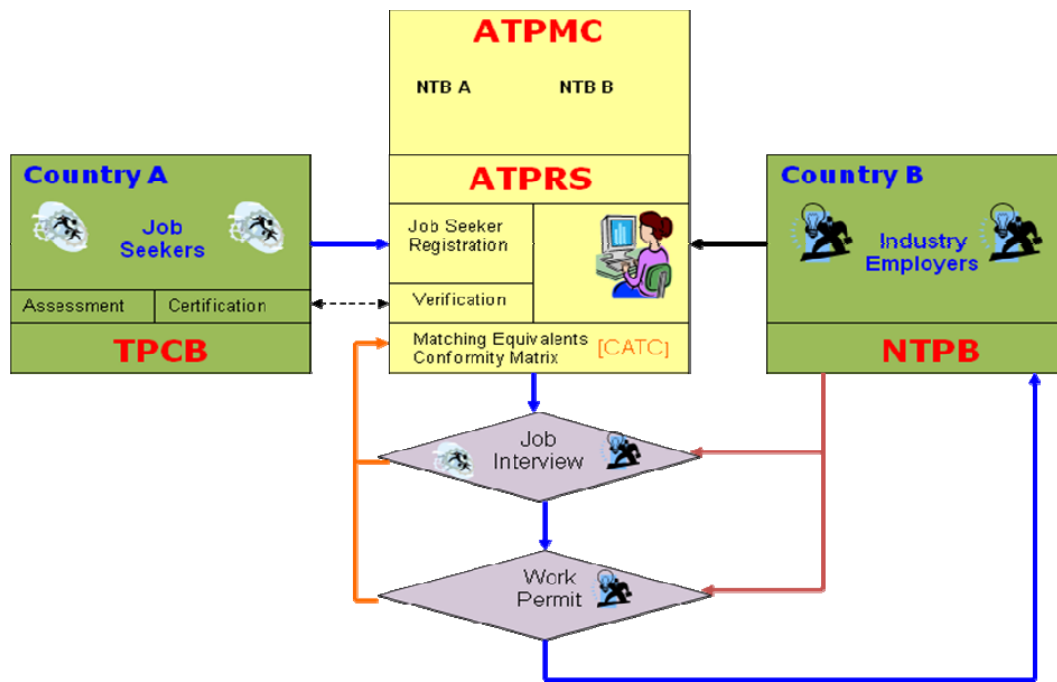 ATPMC
NTB A
NTB B
Country A
Job
Seekers
Assessment
Certification
TPCB
ATPRS
Job Seeker
Registration
Verification
Matching Equivalents
Conformity Matrix
[CATC]
Country B
Industry
Employers
NTPB
Job
Interview
Work
Permit